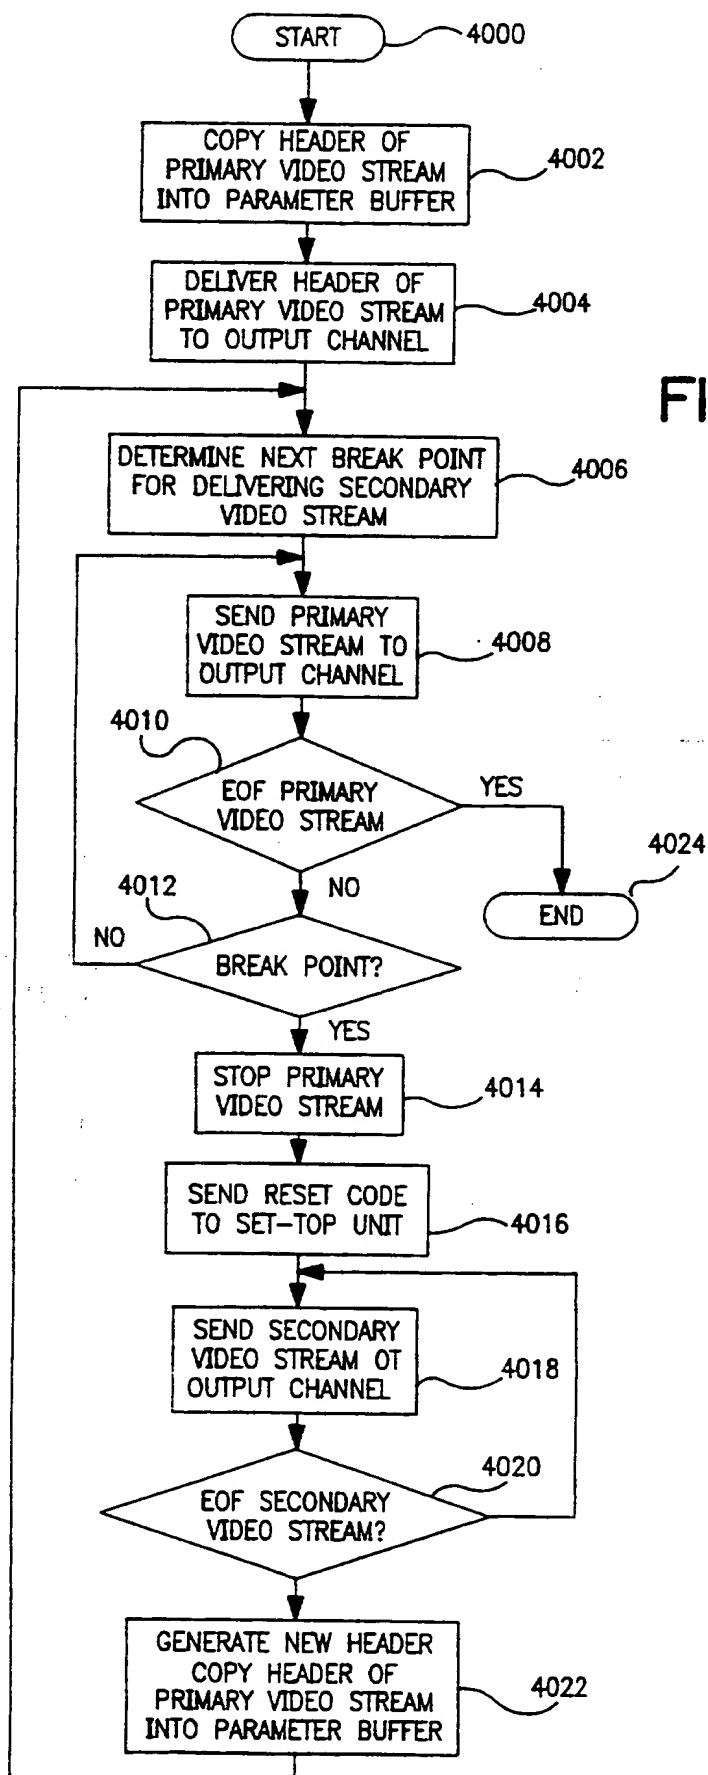 START
4000
COPY HEADER OF
PRIMARY VIDEO STREAM
INTO PARAMETER BUFFER
4002
DELIVER HEADER OF
PRIMARY VIDEO STREAM
TO OUTPUT CHANNEL
4004
FI
DETERMINE NEXT BREAK POINT
FOR DELIVERING SECONDARY
VIDEO STREAM
4006
SEND PRIMARY
VIDEO STREAM TO
OUTPUT CHANNEL
4008
4010
EOF PRIMARY
VIDEO STREAM
YES
4024
END
NO
4012
NO
BREAK POINT?
YES
STOP PRIMARY
VIDEO STREAM
4014
SEND RESET CODE
TO SET-TOP UNIT
4016
SEND SECONDARY
VIDEO STREAM OT
OUTPUT CHANNEL
4018
4020
EOF SECONDARY
VIDEO STREAM?
GENERATE NEW HEADER
COPY HEADER OF
PRIMARY VIDEO STREAM
INTO PARAMETER BUFFER
4022